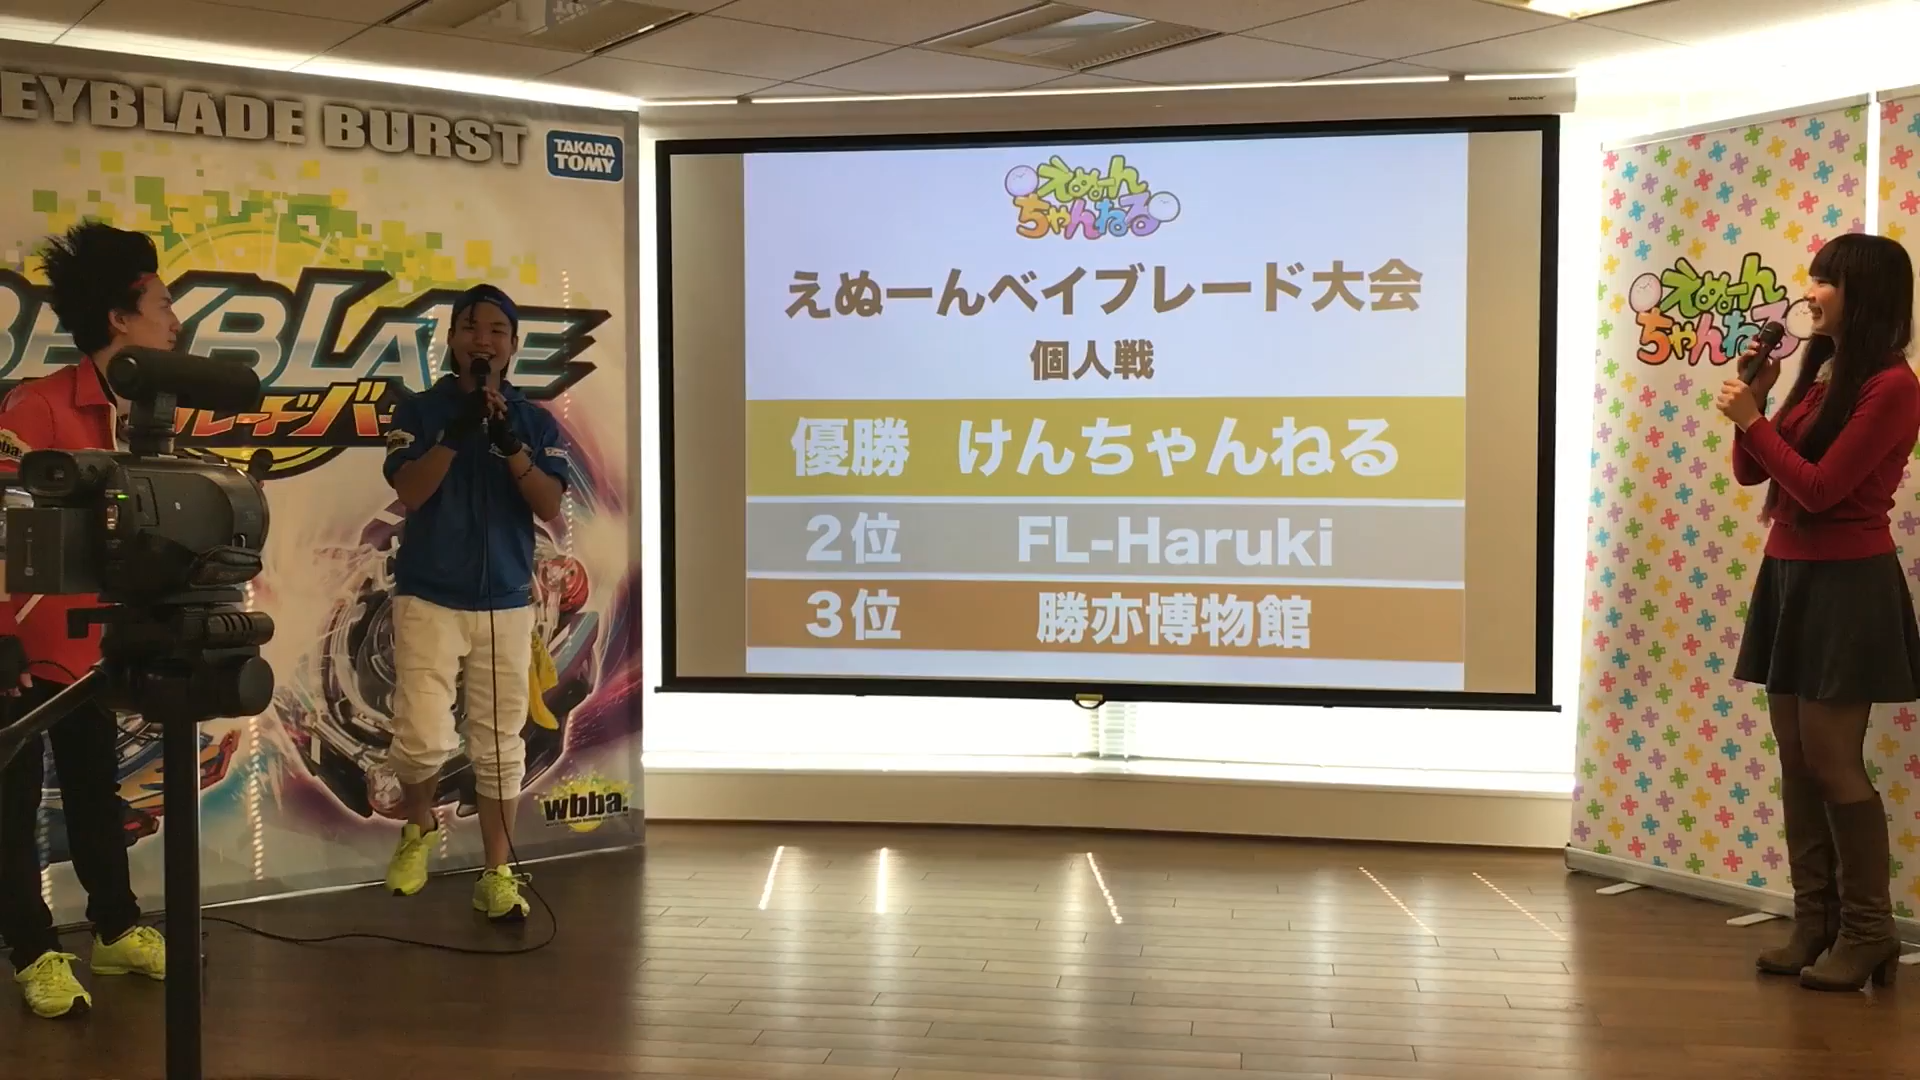 EYBLADE BURST
TAKARA
TOMY
BEYBLADE
wbba.
えぬーん
ちゃんねる
えぬーんベイブレード大会
個人戦
優勝 けんちゃんねる
2位 FL-Haruki
3位 勝亦博物館
えぬーん
ちゃんねる